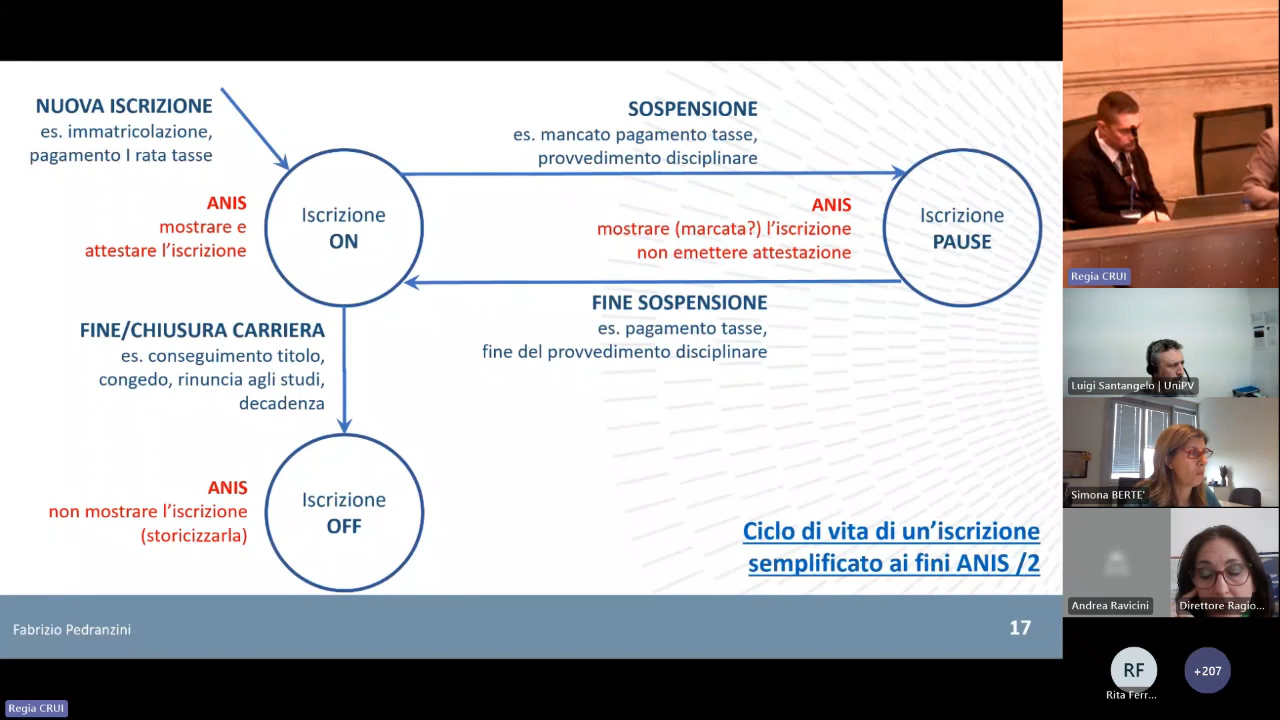 NUOVA ISCRIZIONE
es. immatricolazione,
pagamento I rata tasse
SOSPENSIONE
es. mancato pagamento tasse,
provvedimento disciplinare
ANIS
mostrare e
attestare l’iscrizione
Iscrizione
ON
ANIS
mostrare (marcata?) l’iscrizione
non emettere attestazione
Iscrizione
PAUSE
FINE SOSPENSIONE
es. pagamento tasse,
fine del provvedimento disciplinare
FINE/CHIUSURA CARRIERA
es. conseguimento titolo,
congedo, rinuncia agli studi,
decadenza
ANIS
non mostrare l’iscrizione
(storicizzarla)
Iscrizione
OFF
Ciclo di vita di un’iscrizione
semplificato ai fini ANIS /2
Fabrizio Pedranzini
17
Regia CRUI
Regia CRUI
Luigi Santangelo | UniPV
Simona BERTE'
Andrea Ravicini
Direttore Ragio...
RF
Rita Ferr...
+207